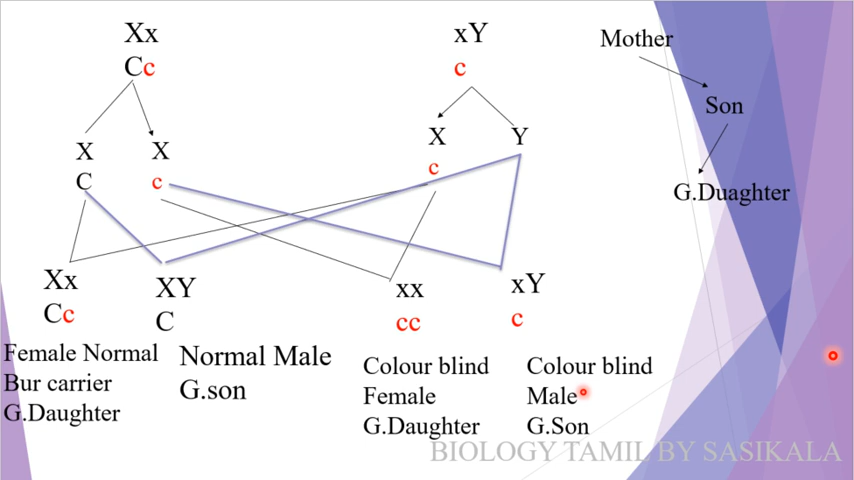 Xx
Cc
xY
c
Mother
Son
G.Duaghter
X
C
X
c
X
c
Y
Xx
Cc
XY
C
xx
cc
xY
c
Female Normal
Bur carrier
G.Daughter
Normal Male
G.son
Colour blind
Female
G.Daughter
Colour blind
Male
G.Son
BIOLOGY TAMIL BY SASIKALA